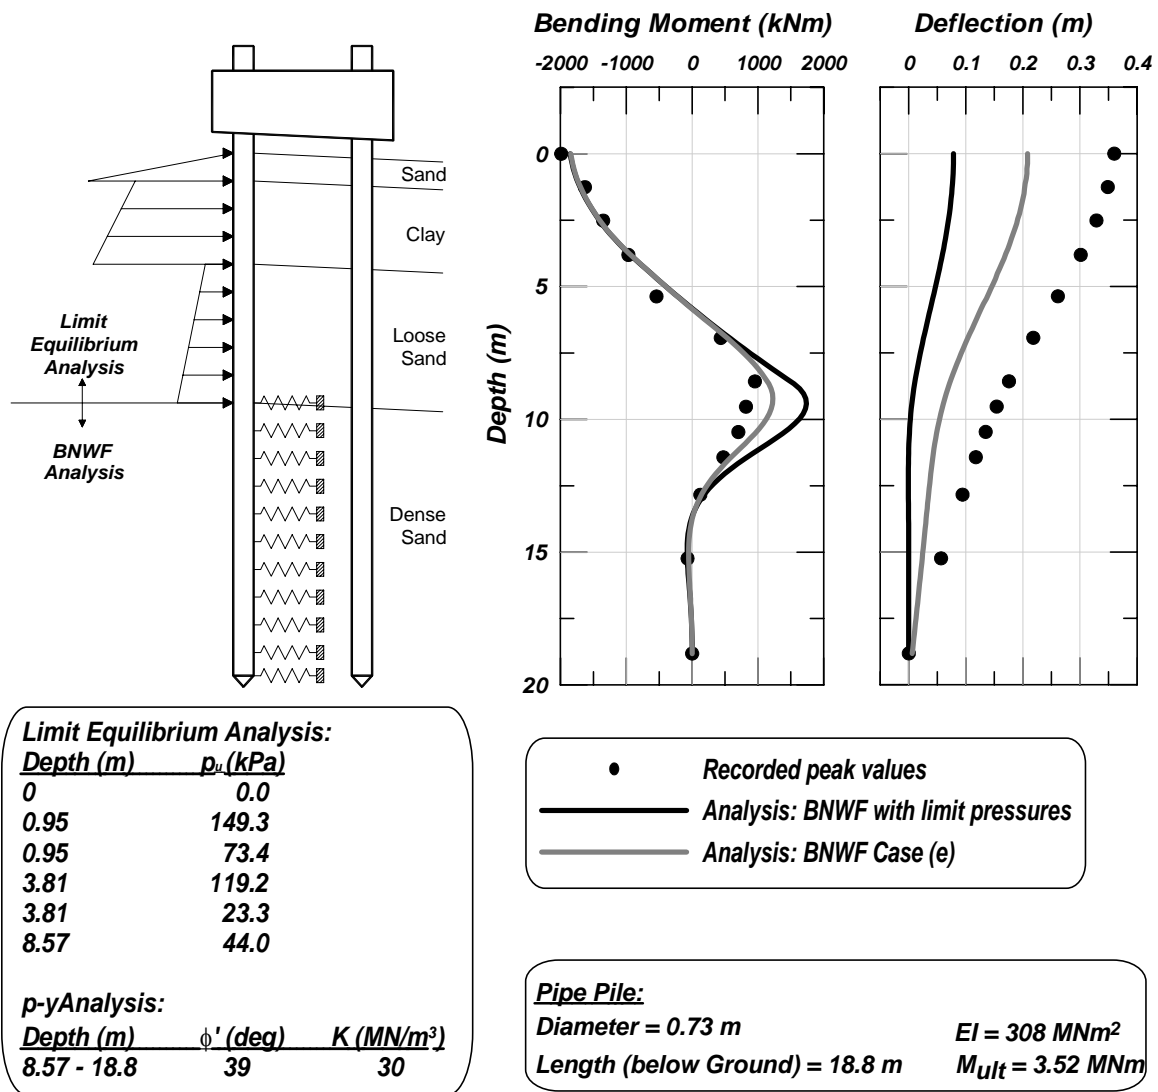 Bending Moment (kNm)
Deflection (m)
-2000 -1000 0 1000 2000
0 0.1 0.2 0.3 0.4
Sand
Clay
Loose
Sand
Dense
Sand
Limit
Equilibrium
Analysis
BNWF
Analysis
Depth (m)
0
5
10
15
20
Limit Equilibrium Analysis:
Depth (m) pu (kPa)
0 0.0
0.95 149.3
0.95 73.4
3.81 119.2
3.81 23.3
8.57 44.0
p-yAnalysis:
Depth (m) ϕ' (deg) K (MN/m³)
8.57 - 18.8 39 30
Recorded peak values
Analysis: BNWF with limit pressures
Analysis: BNWF Case (e)
Pipe Pile:
Diameter = 0.73 m
Length (below Ground) = 18.8 m
EI = 308 MNm²
Mult = 3.52 MNm